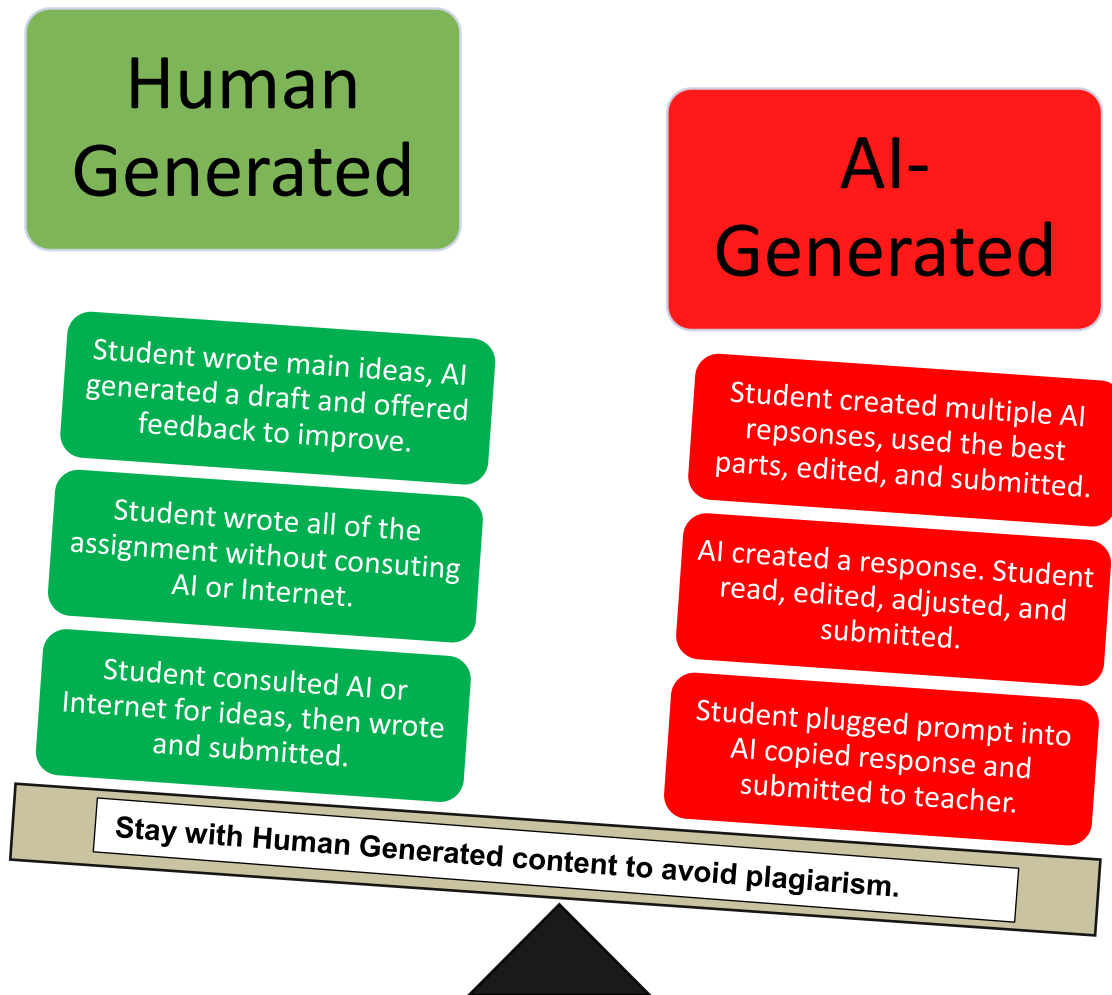 Human
Generated
AI-
Generated
Student wrote main ideas, AI
generated a draft and offered
feedback to improve.
Student wrote all of the
assignment without consuting
AI or Internet.
Student consulted AI or
Internet for ideas, then wrote
and submitted.
Student created multiple AI
repsonses, used the best
parts, edited, and submitted.
AI created a response. Student
read, edited, adjusted, and
submitted.
Student plugged prompt into
AI copied response and
submitted to teacher.
Stay with Human Generated content to avoid plagiarism.